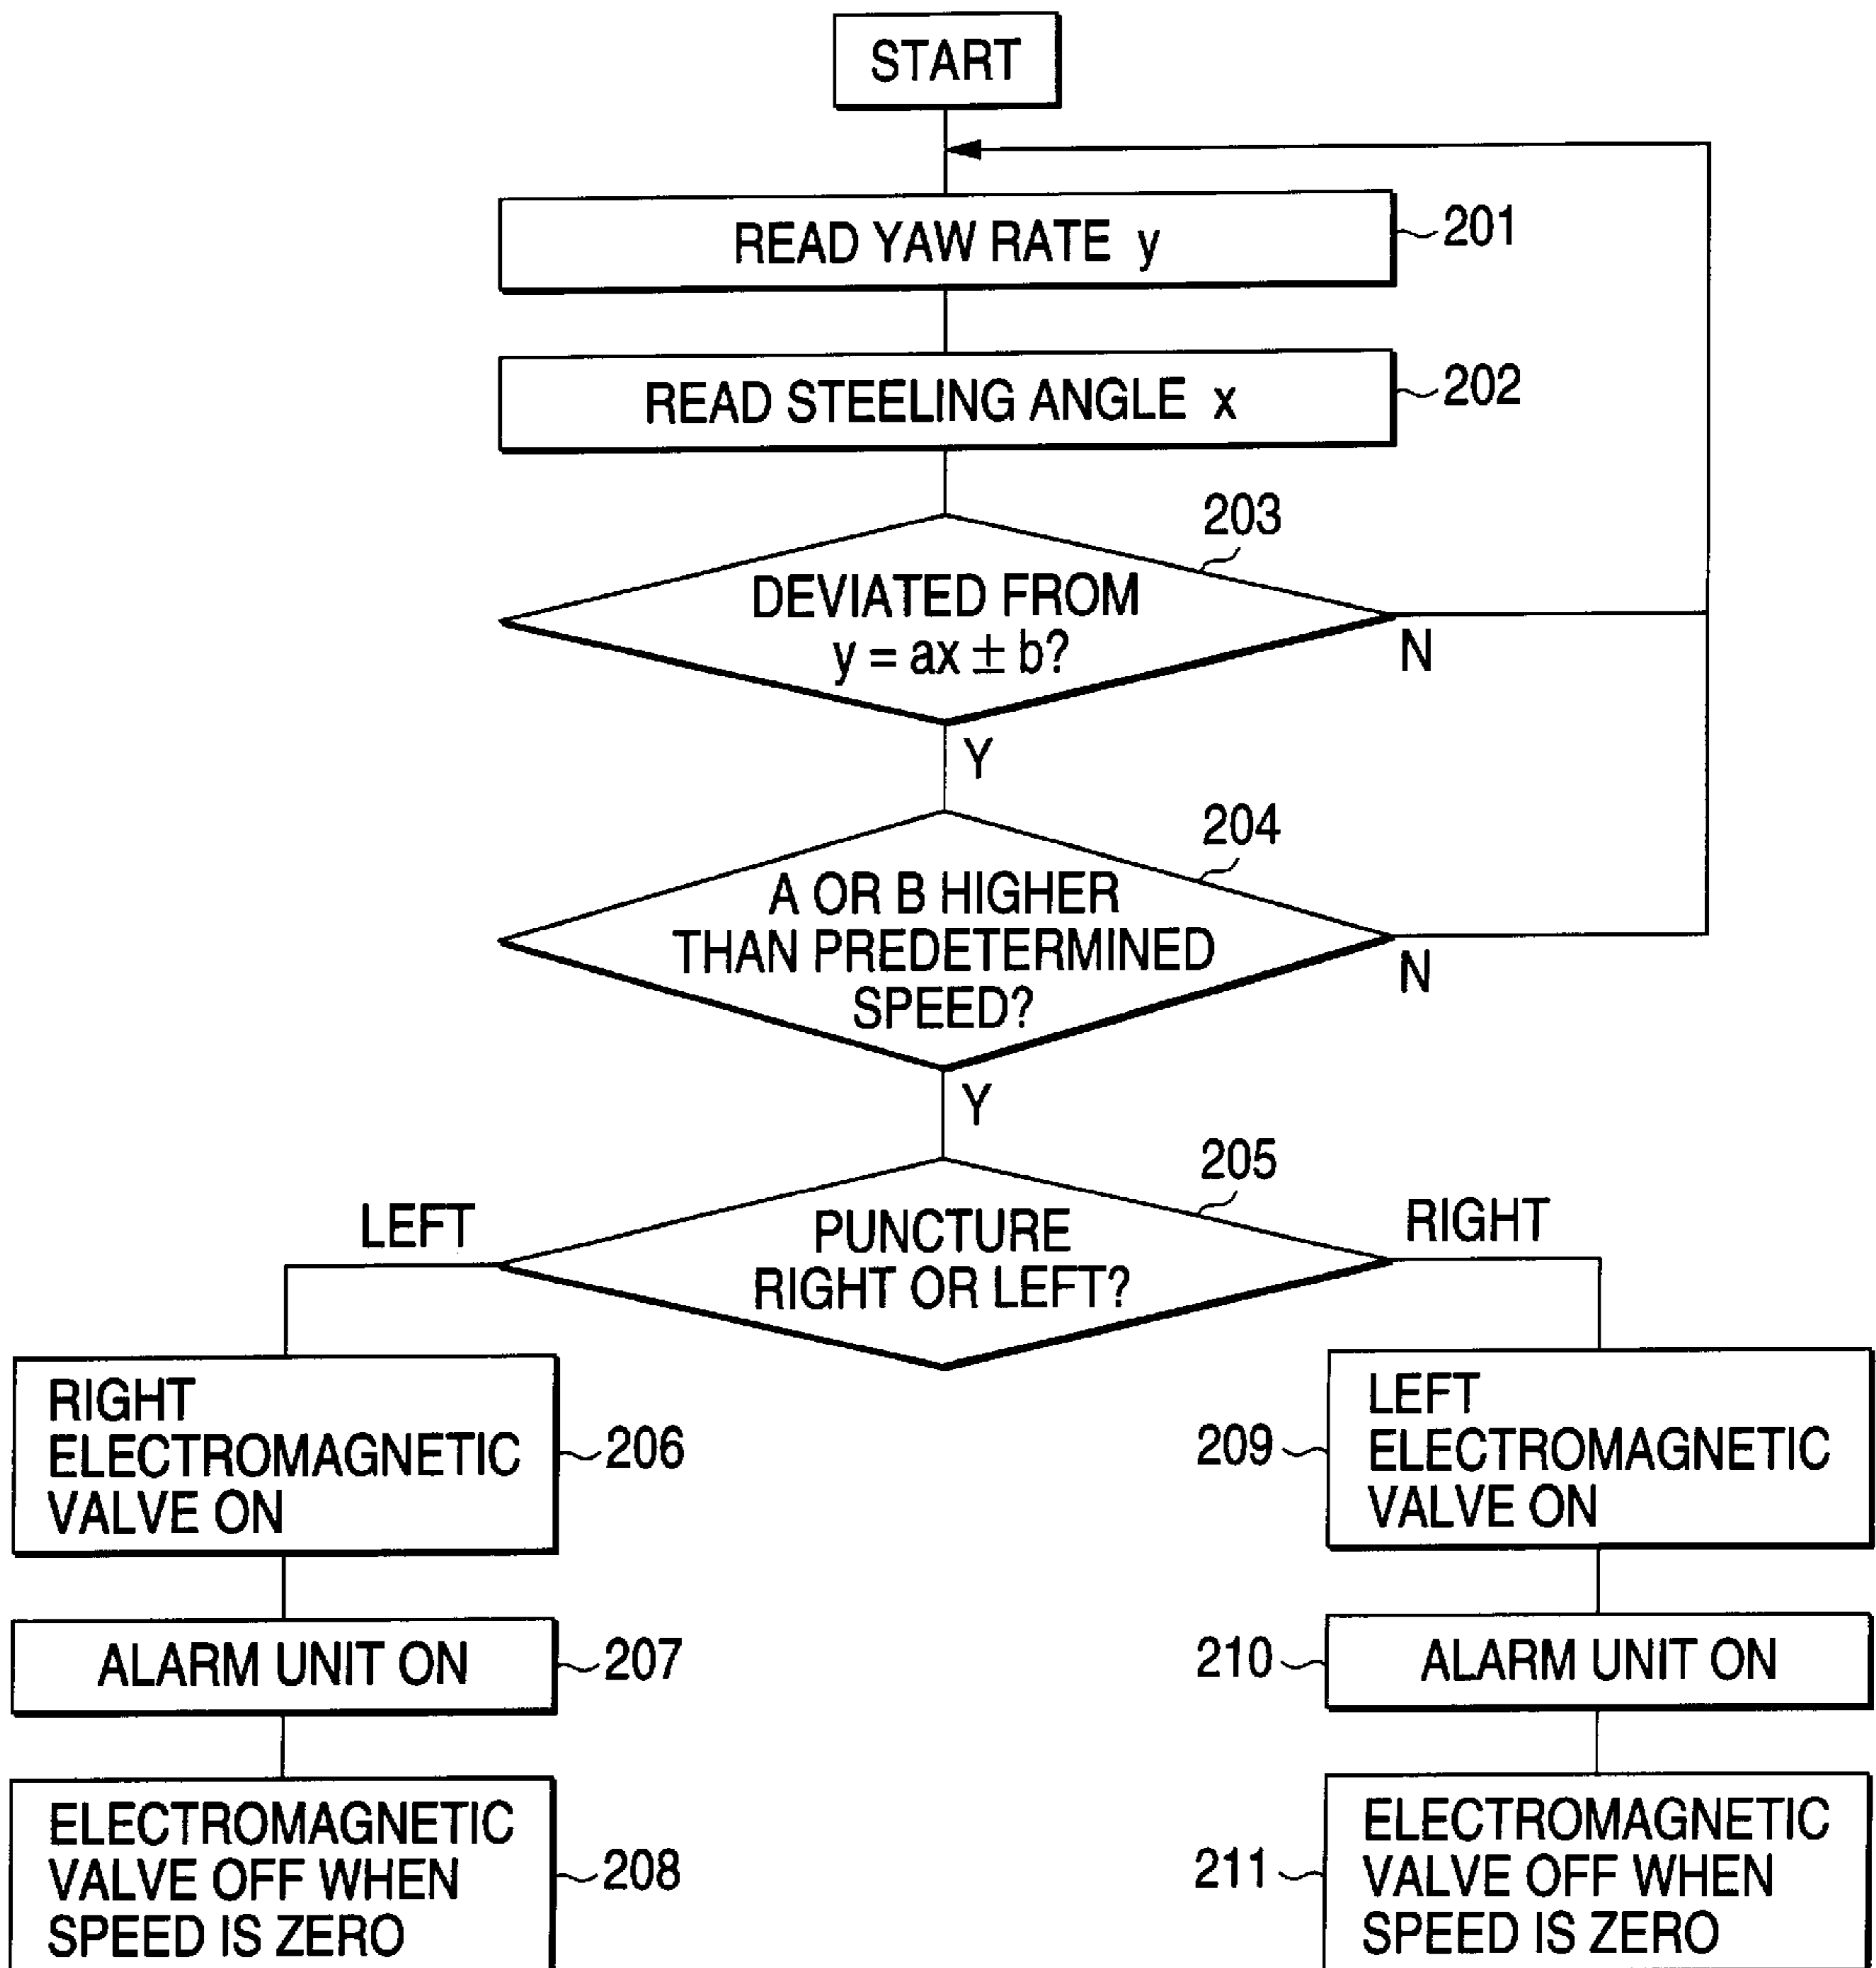 START
READ YAW RATE y
201
READ STEELING ANGLE x
202
203
DEVIATED FROM
y = ax ± b?
N
Y
204
A OR B HIGHER
THAN PREDETERMINED
SPEED?
N
Y
205
LEFT
PUNCTURE
RIGHT OR LEFT?
RIGHT
RIGHT
ELECTROMAGNETIC
VALVE ON
206
209
LEFT
ELECTROMAGNETIC
VALVE ON
ALARM UNIT ON
207
210
ALARM UNIT ON
ELECTROMAGNETIC
VALVE OFF WHEN
SPEED IS ZERO
208
211
ELECTROMAGNETIC
VALVE OFF WHEN
SPEED IS ZERO